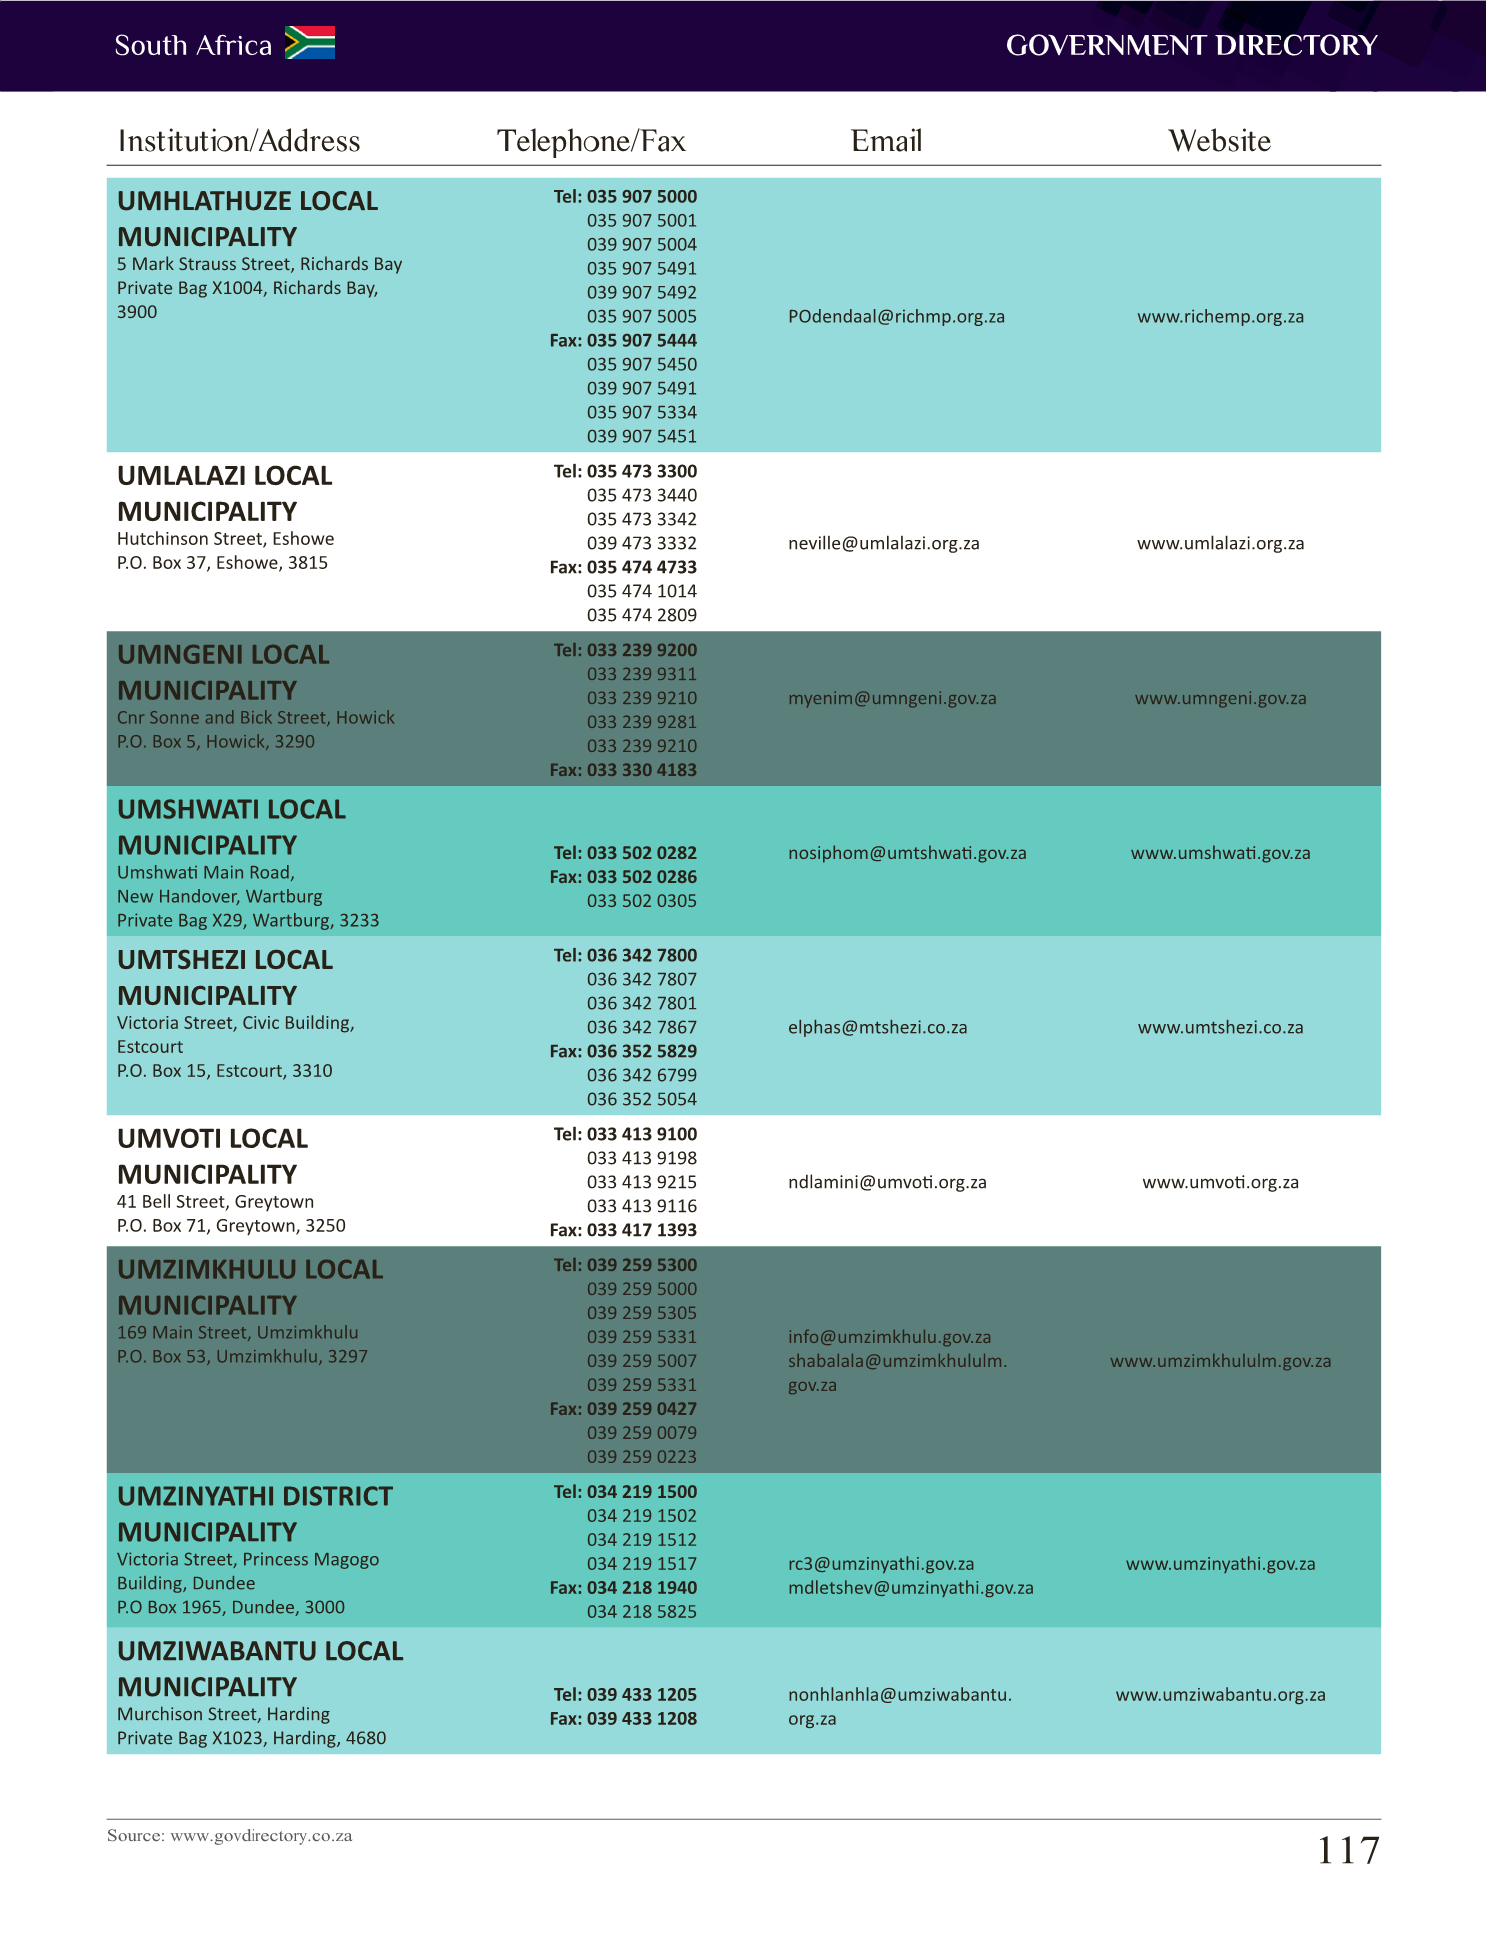 South Africa
GOVERNMENT DIRECTORY
Institution/Address
Telephone/Fax
Email
Website
UMHLATHUZE LOCAL
MUNICIPALITY
5 Mark Strauss Street, Richards Bay
Private Bag X1004, Richards Bay,
3900
Tel: 035 907 5000
035 907 5001
039 907 5004
035 907 5491
039 907 5492
035 907 5005
Fax: 035 907 5444
035 907 5450
039 907 5491
035 907 5334
039 907 5451
POdendaal@richmp.org.za
www.richemp.org.za
UMLALAZI LOCAL
MUNICIPALITY
Hutchinson Street, Eshowe
P.O. Box 37, Eshowe, 3815
Tel: 035 473 3300
035 473 3440
035 473 3342
039 473 3332
Fax: 035 474 4733
035 474 1014
035 474 2809
neville@umlalazi.org.za
www.umlalazi.org.za
UMNGENI LOCAL
MUNICIPALITY
Cnr Sonne and Bick Street, Howick
P.O. Box 5, Howick, 3290
Tel: 033 239 9200
033 239 9311
033 239 9210
033 239 9281
033 239 9210
Fax: 033 330 4183
myenim@umngeni.gov.za
www.umngeni.gov.za
UMSHWATI LOCAL
MUNICIPALITY
Umshwati Main Road,
New Handover, Wartburg
Private Bag X29, Wartburg, 3233
Tel: 033 502 0282
Fax: 033 502 0286
033 502 0305
nosiphom@umtshwati.gov.za
www.umshwati.gov.za
UMTSHEZI LOCAL
MUNICIPALITY
Victoria Street, Civic Building,
Estcourt
P.O. Box 15, Estcourt, 3310
Tel: 036 342 7800
036 342 7807
036 342 7801
036 342 7867
Fax: 036 352 5829
036 342 6799
036 352 5054
elphas@mtshezi.co.za
www.umtshezi.co.za
UMVOTI LOCAL
MUNICIPALITY
41 Bell Street, Greytown
P.O. Box 71, Greytown, 3250
Tel: 033 413 9100
033 413 9198
033 413 9215
033 413 9116
Fax: 033 417 1393
ndlamini@umvoti.org.za
www.umvoti.org.za
UMZIMKHULU LOCAL
MUNICIPALITY
169 Main Street, Umzimkhulu
P.O. Box 53, Umzimkhulu, 3297
Tel: 039 259 5300
039 259 5000
039 259 5305
039 259 5331
039 259 5007
039 259 5331
Fax: 039 259 0427
039 259 0079
039 259 0223
info@umzimkhulu.gov.za
shabalala@umzimkhululm.
gov.za
www.umzimkhululm.gov.za
UMZINYATHI DISTRICT
MUNICIPALITY
Victoria Street, Princess Magogo
Building, Dundee
P.O Box 1965, Dundee, 3000
Tel: 034 219 1500
034 219 1502
034 219 1512
034 219 1517
Fax: 034 218 1940
034 218 5825
rc3@umzinyathi.gov.za
mdletshev@umzinyathi.gov.za
www.umzinyathi.gov.za
UMZIWABANTU LOCAL
MUNICIPALITY
Murchison Street, Harding
Private Bag X1023, Harding, 4680
Tel: 039 433 1205
Fax: 039 433 1208
nonhlanhla@umziwabantu.
org.za
www.umziwabantu.org.za
Source: www.govdirectory.co.za
117